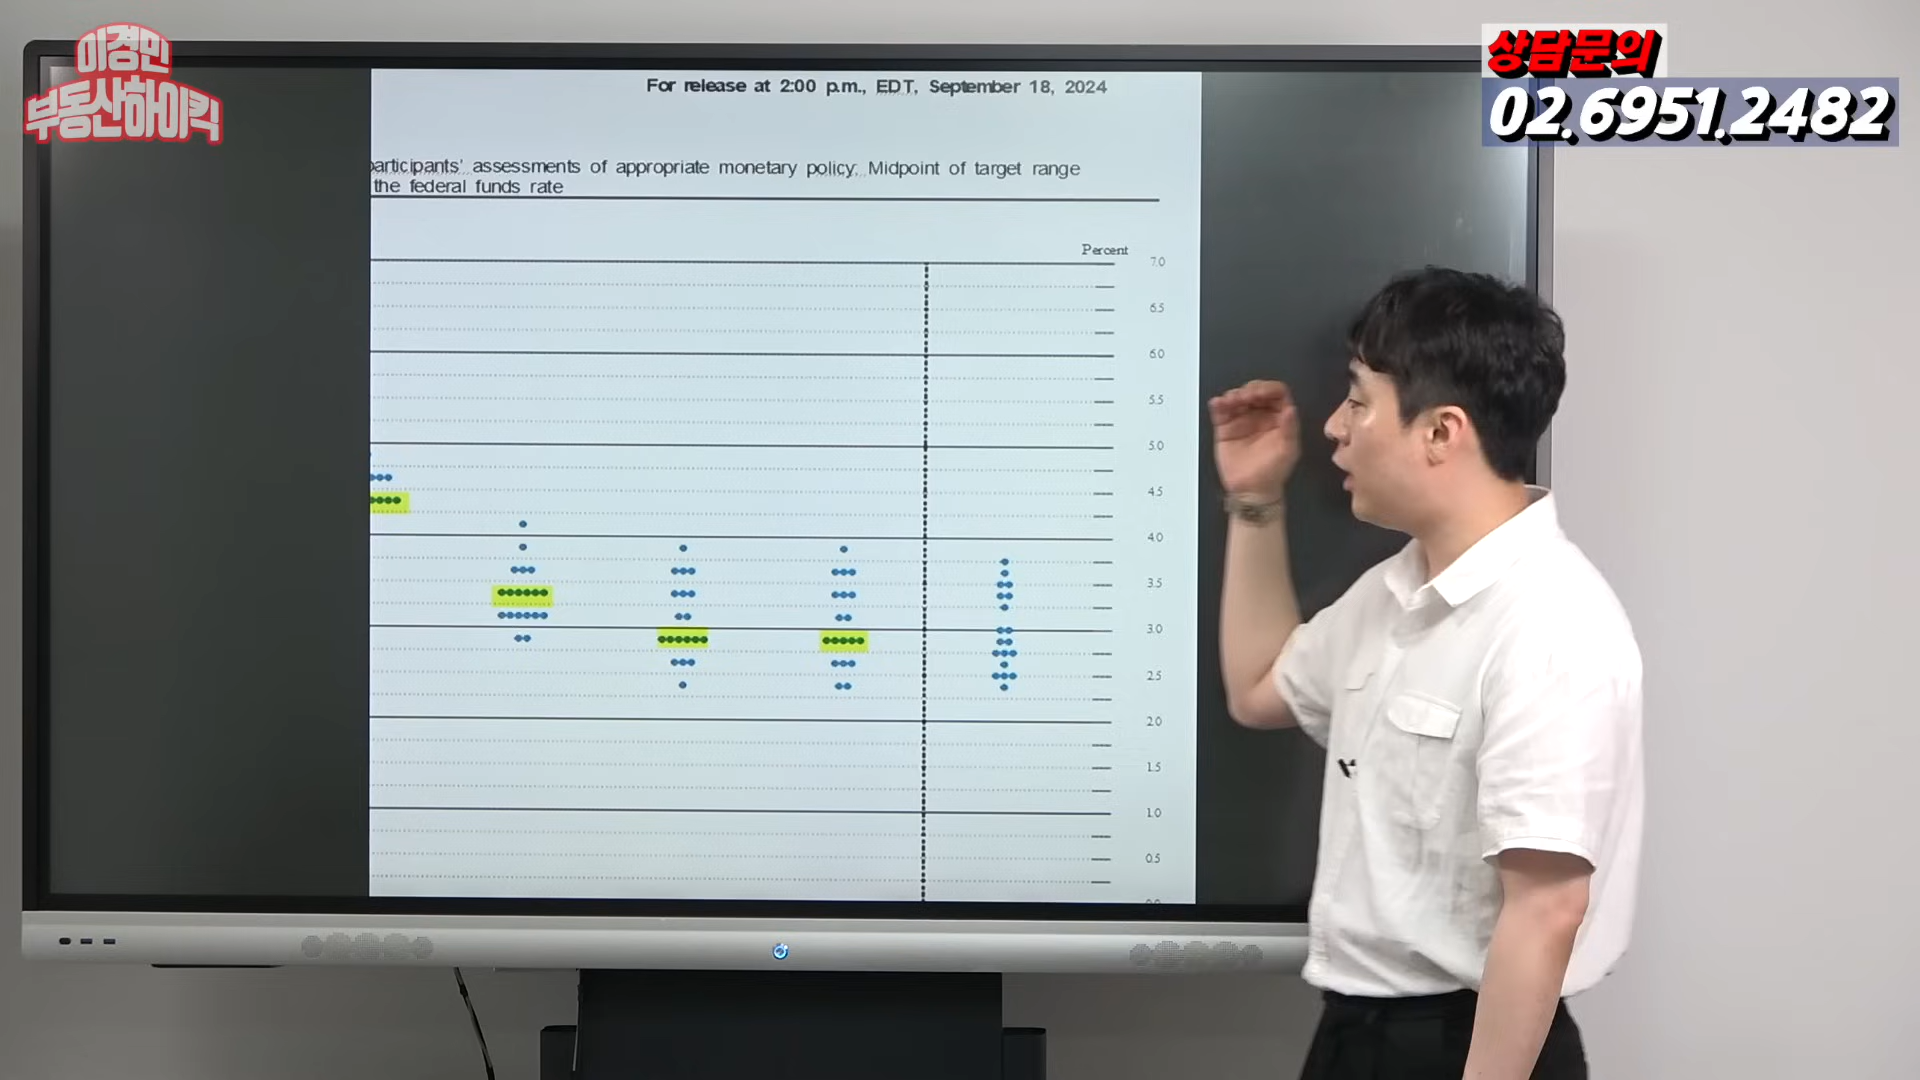 이경민
부동산하이킥
상담문의
02.6951.2482
For release at 2:00 p.m., EDT, September 18, 2024
participants' assessments of appropriate monetary policy, Midpoint of target range
the federal funds rate
Percent
7.0
6.5
6.0
5.5
5.0
4.5
4.0
3.5
3.0
2.5
2.0
1.5
1.0
0.5
0.0